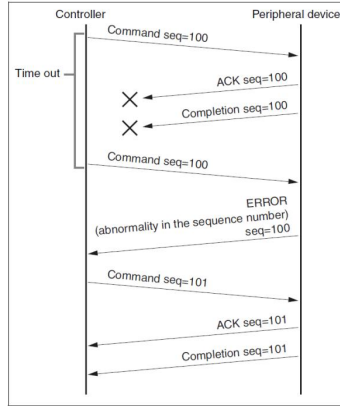 Controller
Peripheral device
Command seq=100
Time out
ACK seq=100
Completion seq=100
Command seq=100
ERROR
(abnormality in the sequence number)
seq=100
Command seq=101
ACK seq=101
Completion seq=101